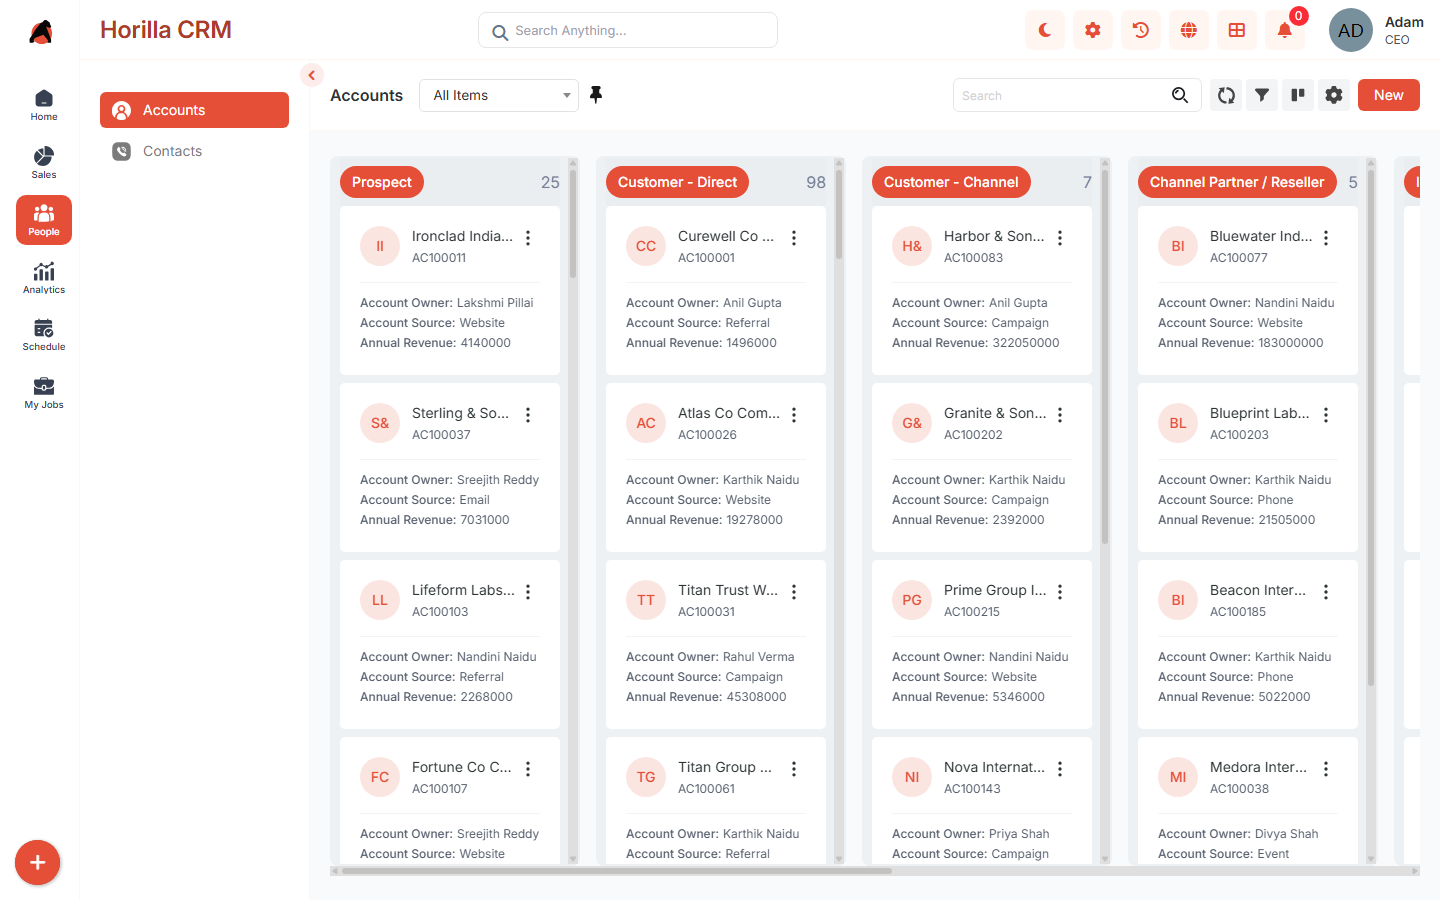 Horilla CRM
Search Anything...
0
AD
Adam
CEO
Home
Sales
People
Analytics
Schedule
My Jobs
Accounts
Contacts
Accounts
All Items
Search
New
Prospect
25
II
Ironclad India...
AC100011
Account Owner: Lakshmi Pillai
Account Source: Website
Annual Revenue: 4140000
S&
Sterling & So...
AC100037
Account Owner: Sreejith Reddy
Account Source: Email
Annual Revenue: 7031000
LL
Lifeform Labs...
AC100103
Account Owner: Nandini Naidu
Account Source: Referral
Annual Revenue: 2268000
FC
Fortune Co C...
AC100107
Account Owner: Sreejith Reddy
Account Source: Website
Customer - Direct
98
CC
Curewell Co ...
AC100001
Account Owner: Anil Gupta
Account Source: Referral
Annual Revenue: 1496000
AC
Atlas Co Com...
AC100026
Account Owner: Karthik Naidu
Account Source: Website
Annual Revenue: 19278000
TT
Titan Trust W...
AC100031
Account Owner: Rahul Verma
Account Source: Campaign
Annual Revenue: 45308000
TG
Titan Group ...
AC100061
Account Owner: Karthik Naidu
Account Source: Referral
Customer - Channel
7
H&
Harbor & Son...
AC100083
Account Owner: Anil Gupta
Account Source: Campaign
Annual Revenue: 322050000
G&
Granite & Son...
AC100202
Account Owner: Karthik Naidu
Account Source: Campaign
Annual Revenue: 2392000
PG
Prime Group I...
AC100215
Account Owner: Nandini Naidu
Account Source: Website
Annual Revenue: 5346000
NI
Nova Internat...
AC100143
Account Owner: Priya Shah
Account Source: Campaign
Channel Partner / Reseller
5
BI
Bluewater Ind...
AC100077
Account Owner: Nandini Naidu
Account Source: Website
Annual Revenue: 183000000
BL
Blueprint Lab...
AC100203
Account Owner: Karthik Naidu
Account Source: Phone
Annual Revenue: 21505000
BI
Beacon Inter...
AC100185
Account Owner: Karthik Naidu
Account Source: Phone
Annual Revenue: 5022000
MI
Medora Inter...
AC100038
Account Owner: Divya Shah
Account Source: Event